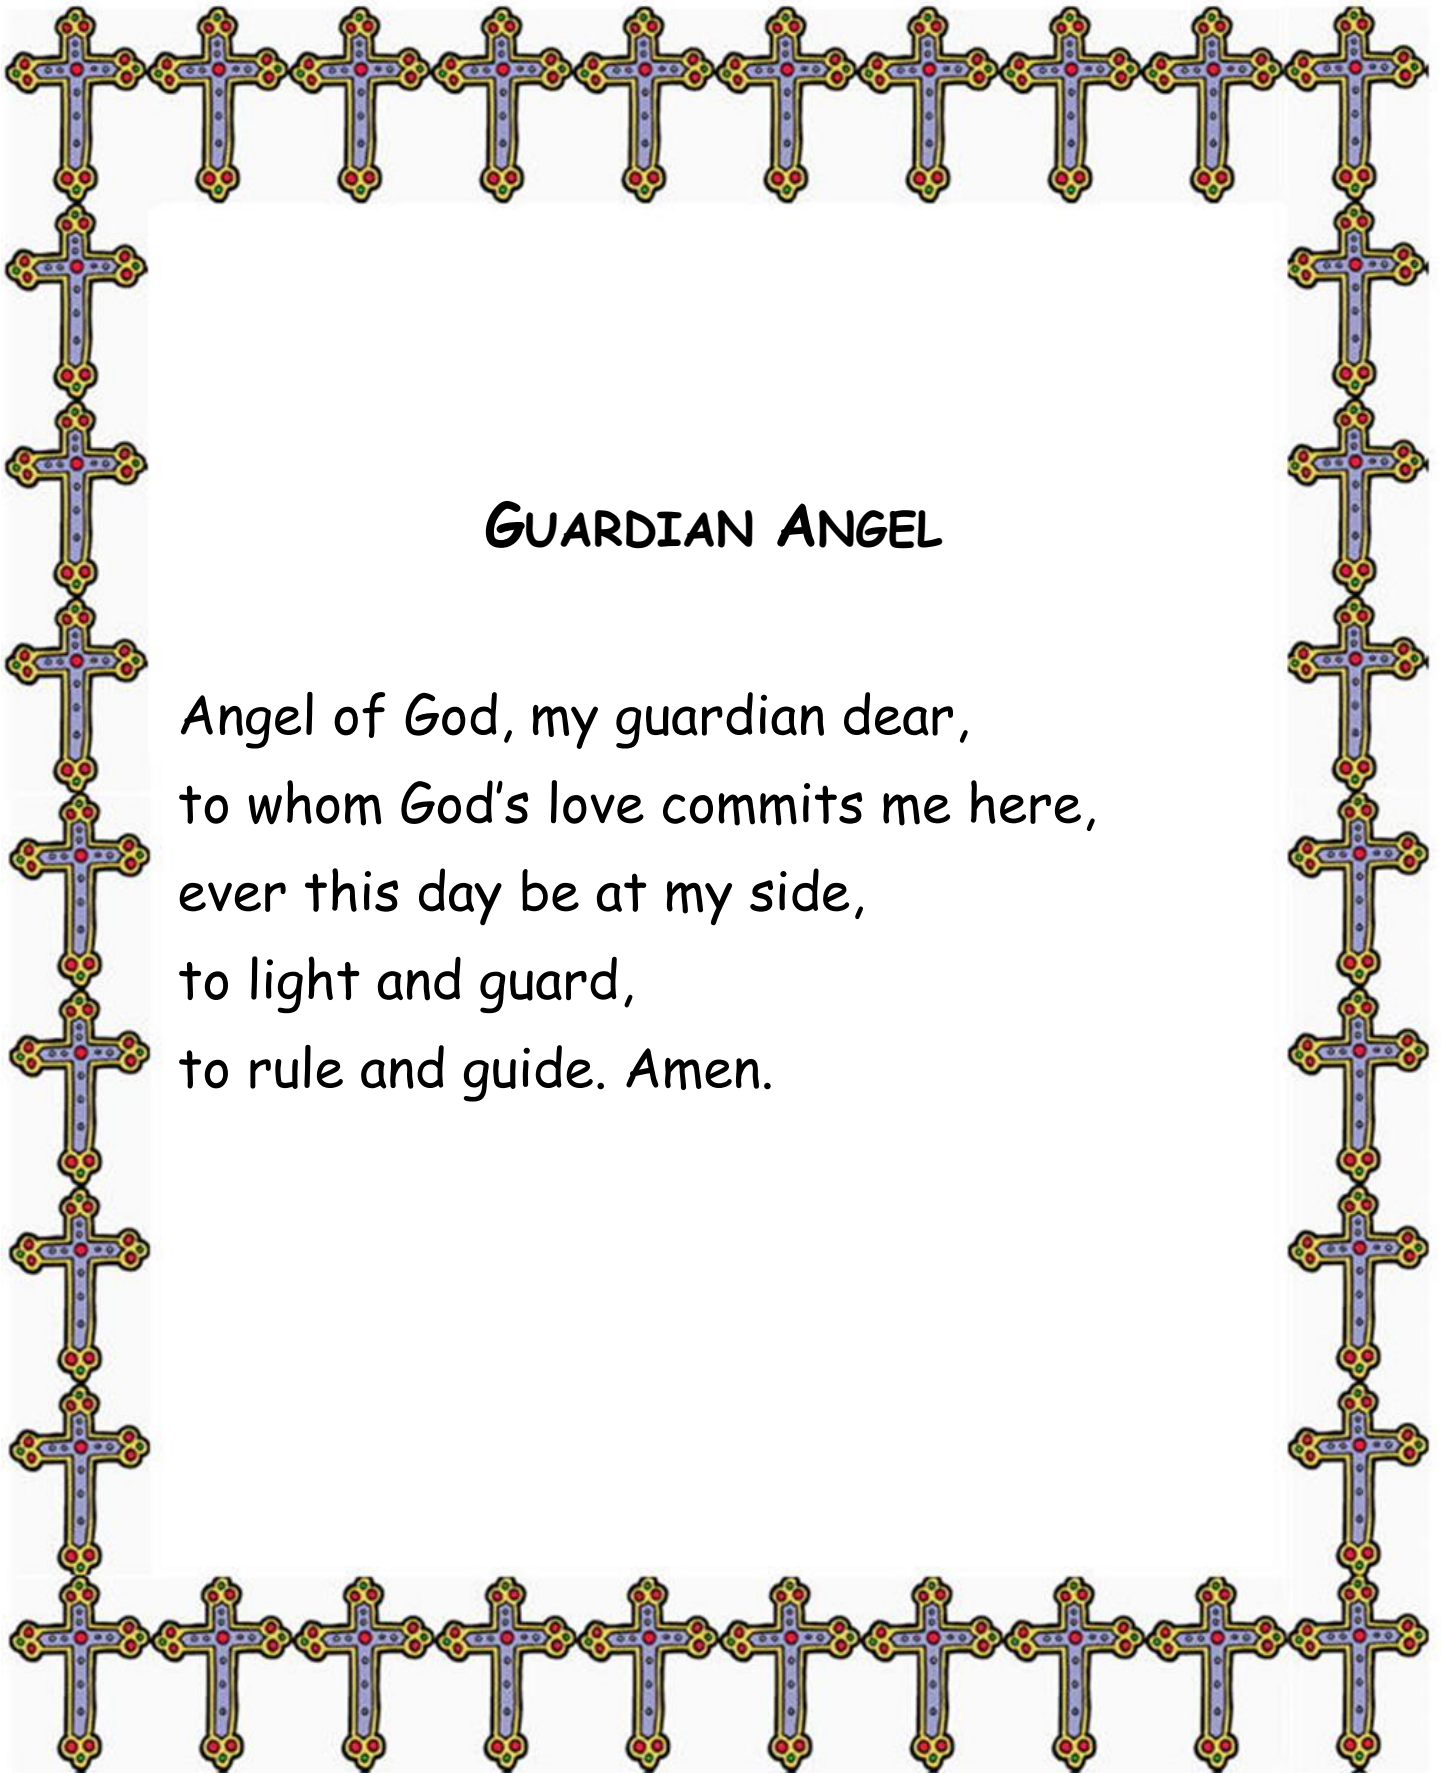 GUARDIAN ANGEL
Angel of God, my guardian dear,
to whom God’s love commits me here,
ever this day be at my side,
to light and guard,
to rule and guide. Amen.